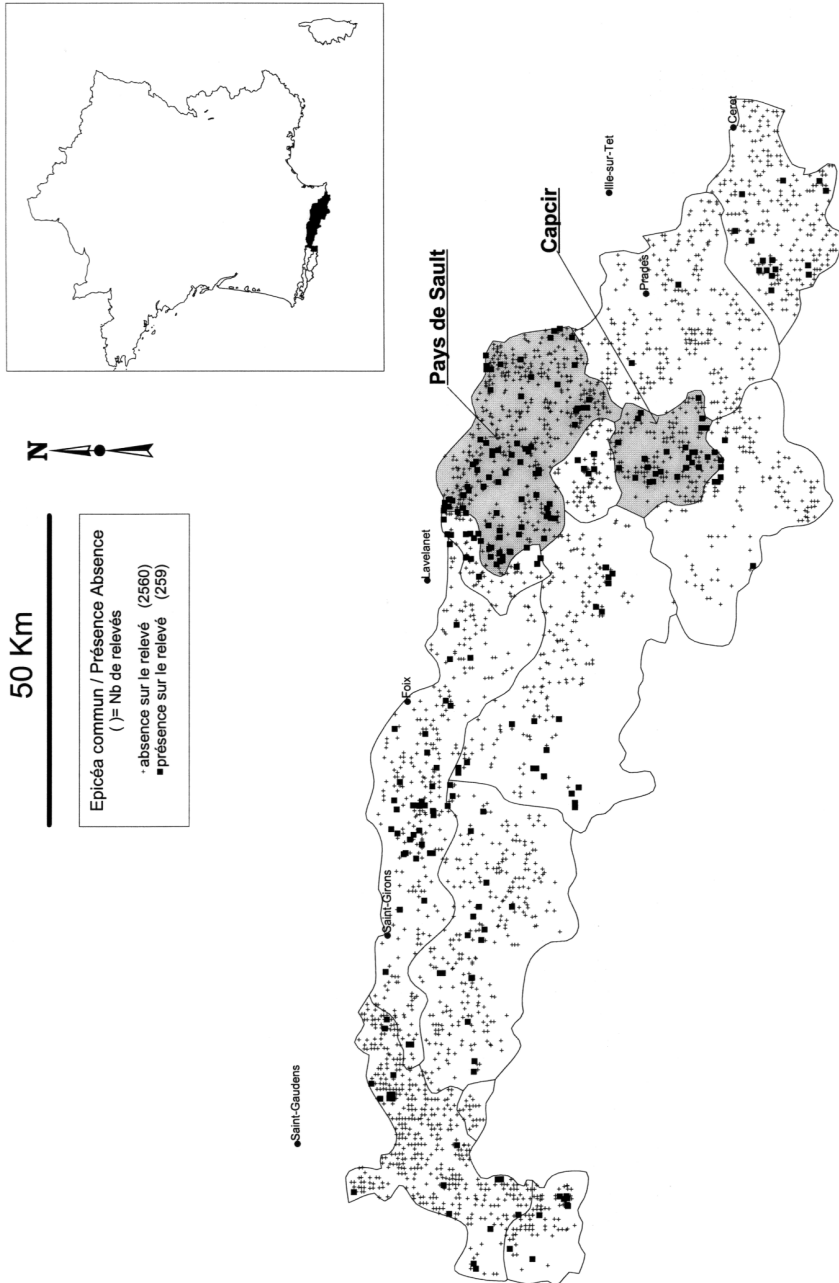 50 Km
N
Epicéa commun / Présence Absence
( )= Nb de relevés
absence sur le relevé (2560)
présence sur le relevé (259)
Pays de Sault
Capcir
Saint-Gaudens
Saint-Girons
Foix
Lavelanet
Prades
Ille-sur-Tet
Ceret